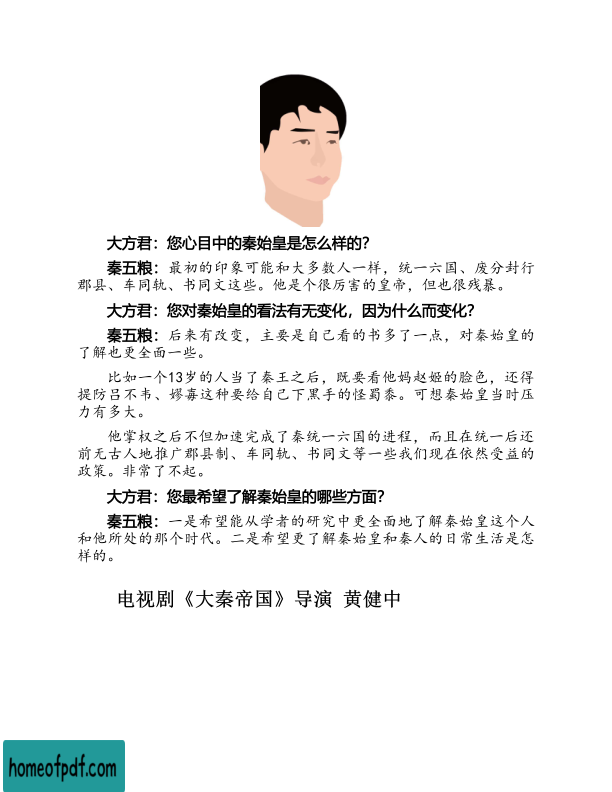 大方君：您心目中的秦始皇是怎么样的？
秦五粮：最初的印象可能和大多数人一样，统一六国、废分封行
郡县、车同轨、书同文这些。他是个很厉害的皇帝，但也很残暴。
大方君：您对秦始皇的看法有无变化，因为什么而变化？
秦五粮：后来有改变，主要是自己看的书多了一点，对秦始皇的
了解也更全面一些。
比如一个13岁的人当了秦王之后，既要看他妈赵姬的脸色，还得
提防吕不韦、嫪毐这种要给自己下黑手的怪蜀黍。可想秦始皇当时压
力有多大。
他掌权之后不但加速完成了秦统一六国的进程，而且在统一后还
前无古人地推广郡县制、车同轨、书同文等一些我们现在依然受益的
政策。非常了不起。
大方君：您最希望了解秦始皇的哪些方面？
秦五粮：一是希望能从学者的研究中更全面地了解秦始皇这个人
和他所处的那个时代。二是希望更了解秦始皇和秦人的日常生活是怎
样的。
电视剧《大秦帝国》导演 黄健中
homeofpdf.com